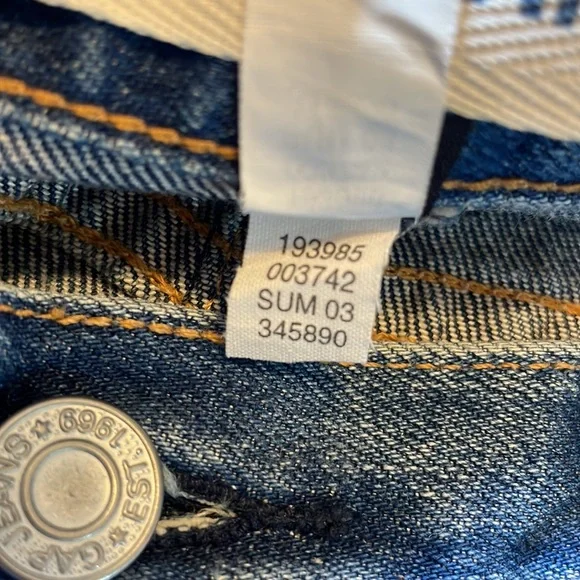 193985
003742
SUM 03
345890
GAP JEANS ★ EST 1969 ★